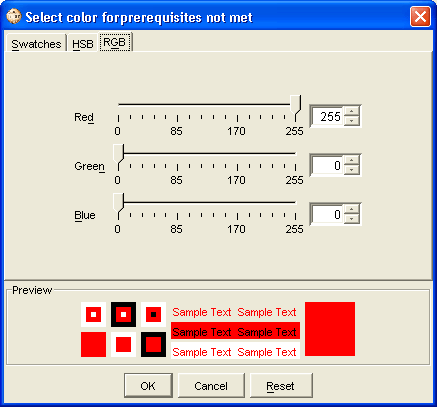 Select color forprerequisites not met
Swatches HSB RGB
Red 255
0 85 170 255
Green 0
0 85 170 255
Blue 0
0 85 170 255
Preview
Sample Text Sample Text
Sample Text Sample Text
Sample Text Sample Text
OK Cancel Reset